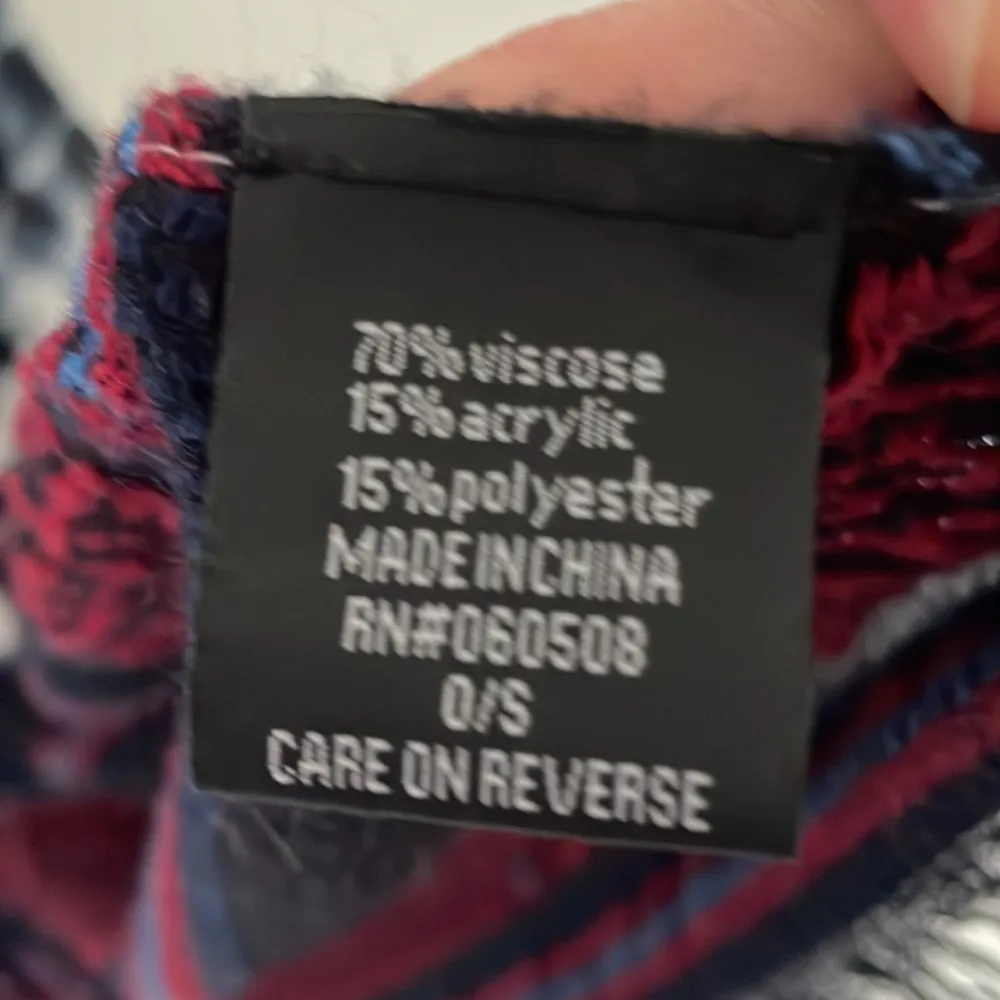 70% viscose
15% acrylic
15% polyester
MADE IN CHINA
RN#060508
O/S
CARE ON REVERSE